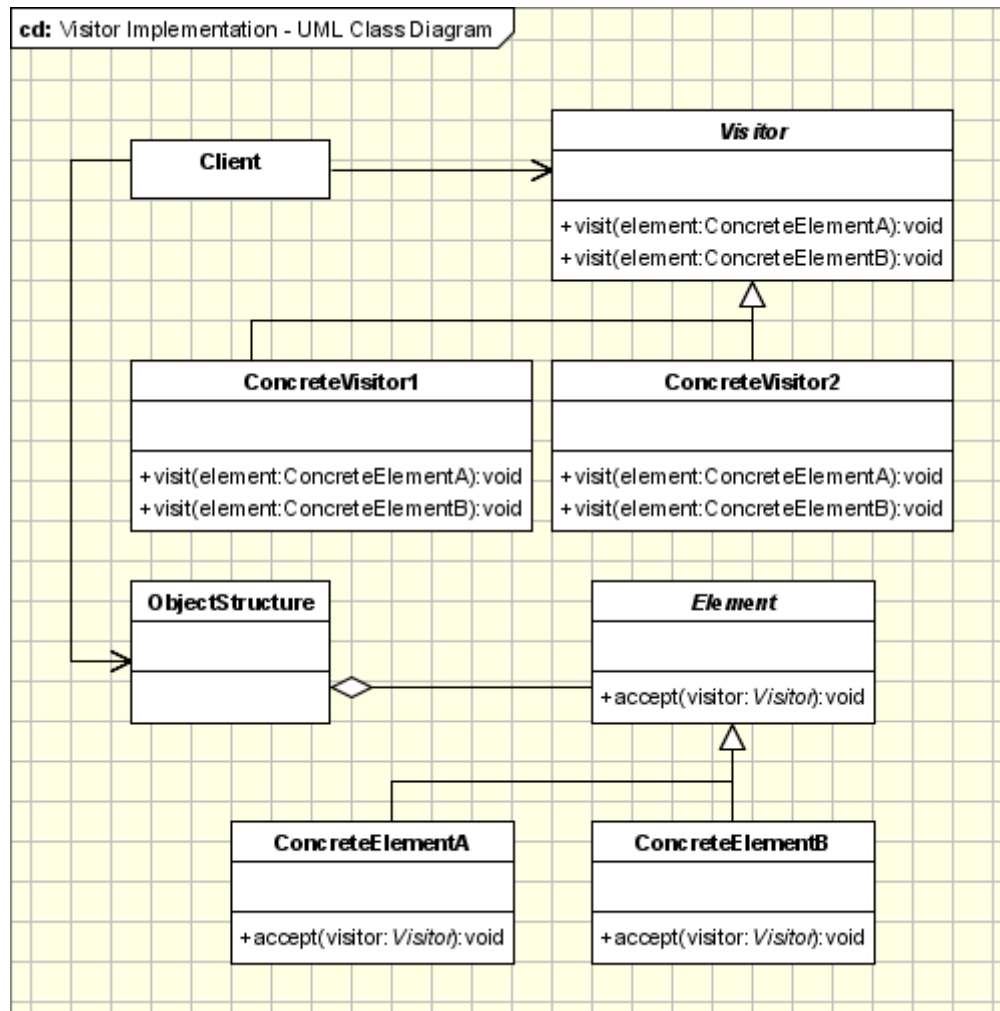 cd: Visitor Implementation - UML Class Diagram
Client
Visitor
+visit(element:ConcreteElementA):void
+visit(element:ConcreteElementB):void
ConcreteVisitor1
+visit(element:ConcreteElementA):void
+visit(element:ConcreteElementB):void
ConcreteVisitor2
+visit(element:ConcreteElementA):void
+visit(element:ConcreteElementB):void
ObjectStructure
Element
+accept(visitor:Visitor):void
ConcreteElementA
+accept(visitor:Visitor):void
ConcreteElementB
+accept(visitor:Visitor):void